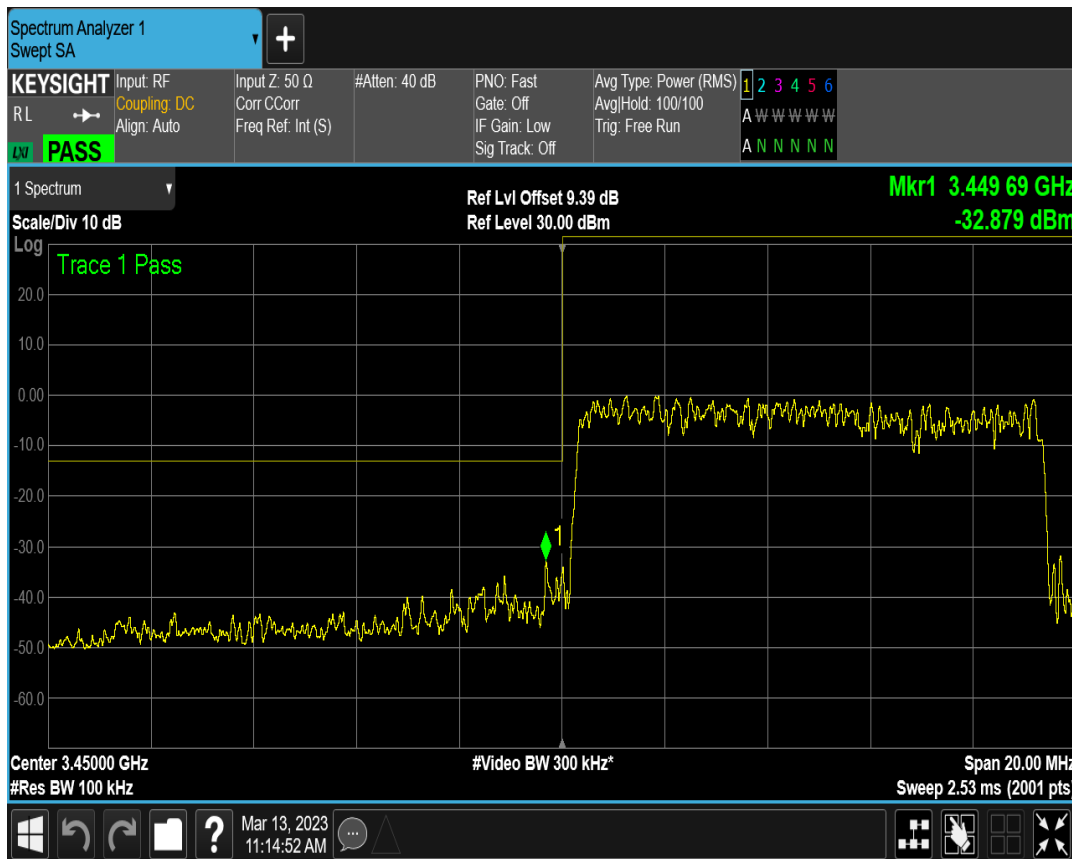 Spectrum Analyzer 1
Swept SA
+
KEYSIGHT
RL
LXI PASS
Input: RF
Coupling: DC
Align: Auto
Input Z: 50 Ω
Corr CCorr
Freq Ref: Int (S)
#Atten: 40 dB
PNO: Fast
Gate: Off
IF Gain: Low
Sig Track: Off
Avg Type: Power (RMS)
Avg|Hold: 100/100
Trig: Free Run
1 2 3 4 5 6
A W W W W W
A N N N N N
1 Spectrum
Scale/Div 10 dB
Ref Lvl Offset 9.39 dB
Ref Level 30.00 dBm
Mkr1 3.449 69 GHz
-32.879 dBm
Log
Trace 1 Pass
20.0
10.0
0.00
-10.0
-20.0
-30.0
-40.0
-50.0
-60.0
1
Center 3.45000 GHz
#Res BW 100 kHz
#Video BW 300 kHz*
Span 20.00 MHz
Sweep 2.53 ms (2001 pts)
?
Mar 13, 2023
11:14:52 AM